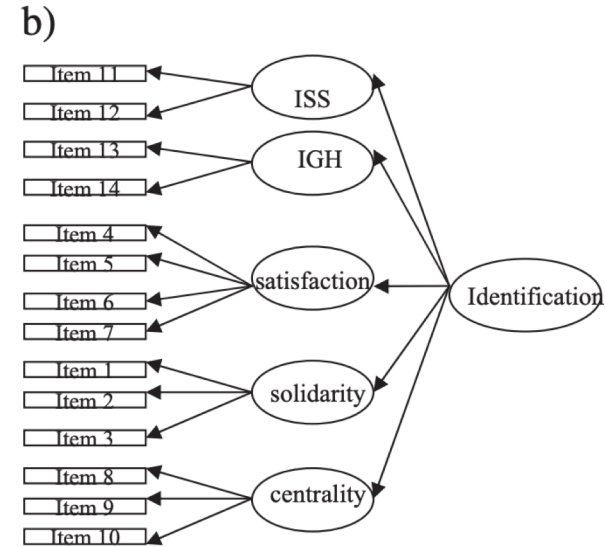 b)
Item 11
Item 12
ISS
Item 13
Item 14
IGH
Item 4
Item 5
Item 6
Item 7
satisfaction
Identification
Item 1
Item 2
Item 3
solidarity
Item 8
Item 9
Item 10
centrality